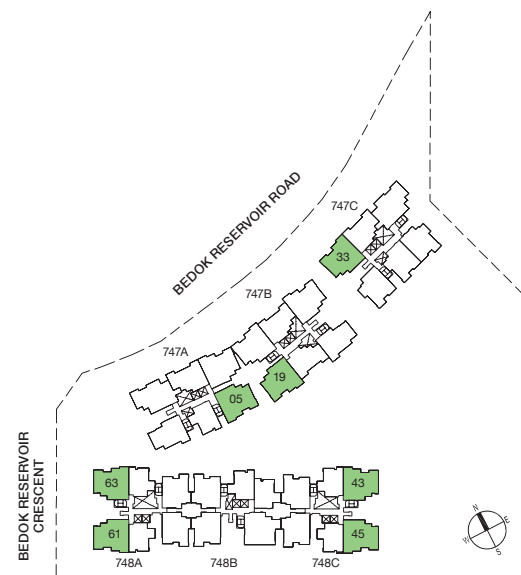 747C
BEDOK RESERVOIR ROAD
33
747B
747A
19
05
BEDOK RESERVOIR
CRESCENT
63
43
61
45
748A
748B
748C
N
E
W
S